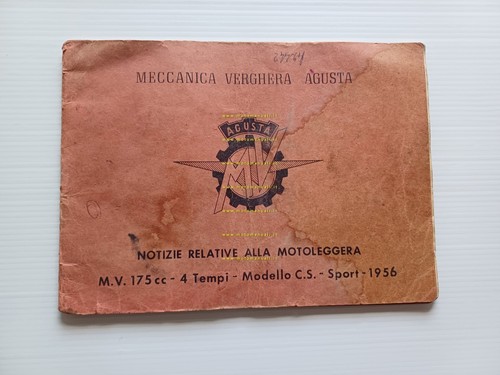 MECCANICA VERGHERA AGUSTA
AGUSTA
MV
NOTIZIE RELATIVE ALLA MOTOLEGGERA
M.V. 175 cc - 4 Tempi - Modello C.S. - Sport - 1956